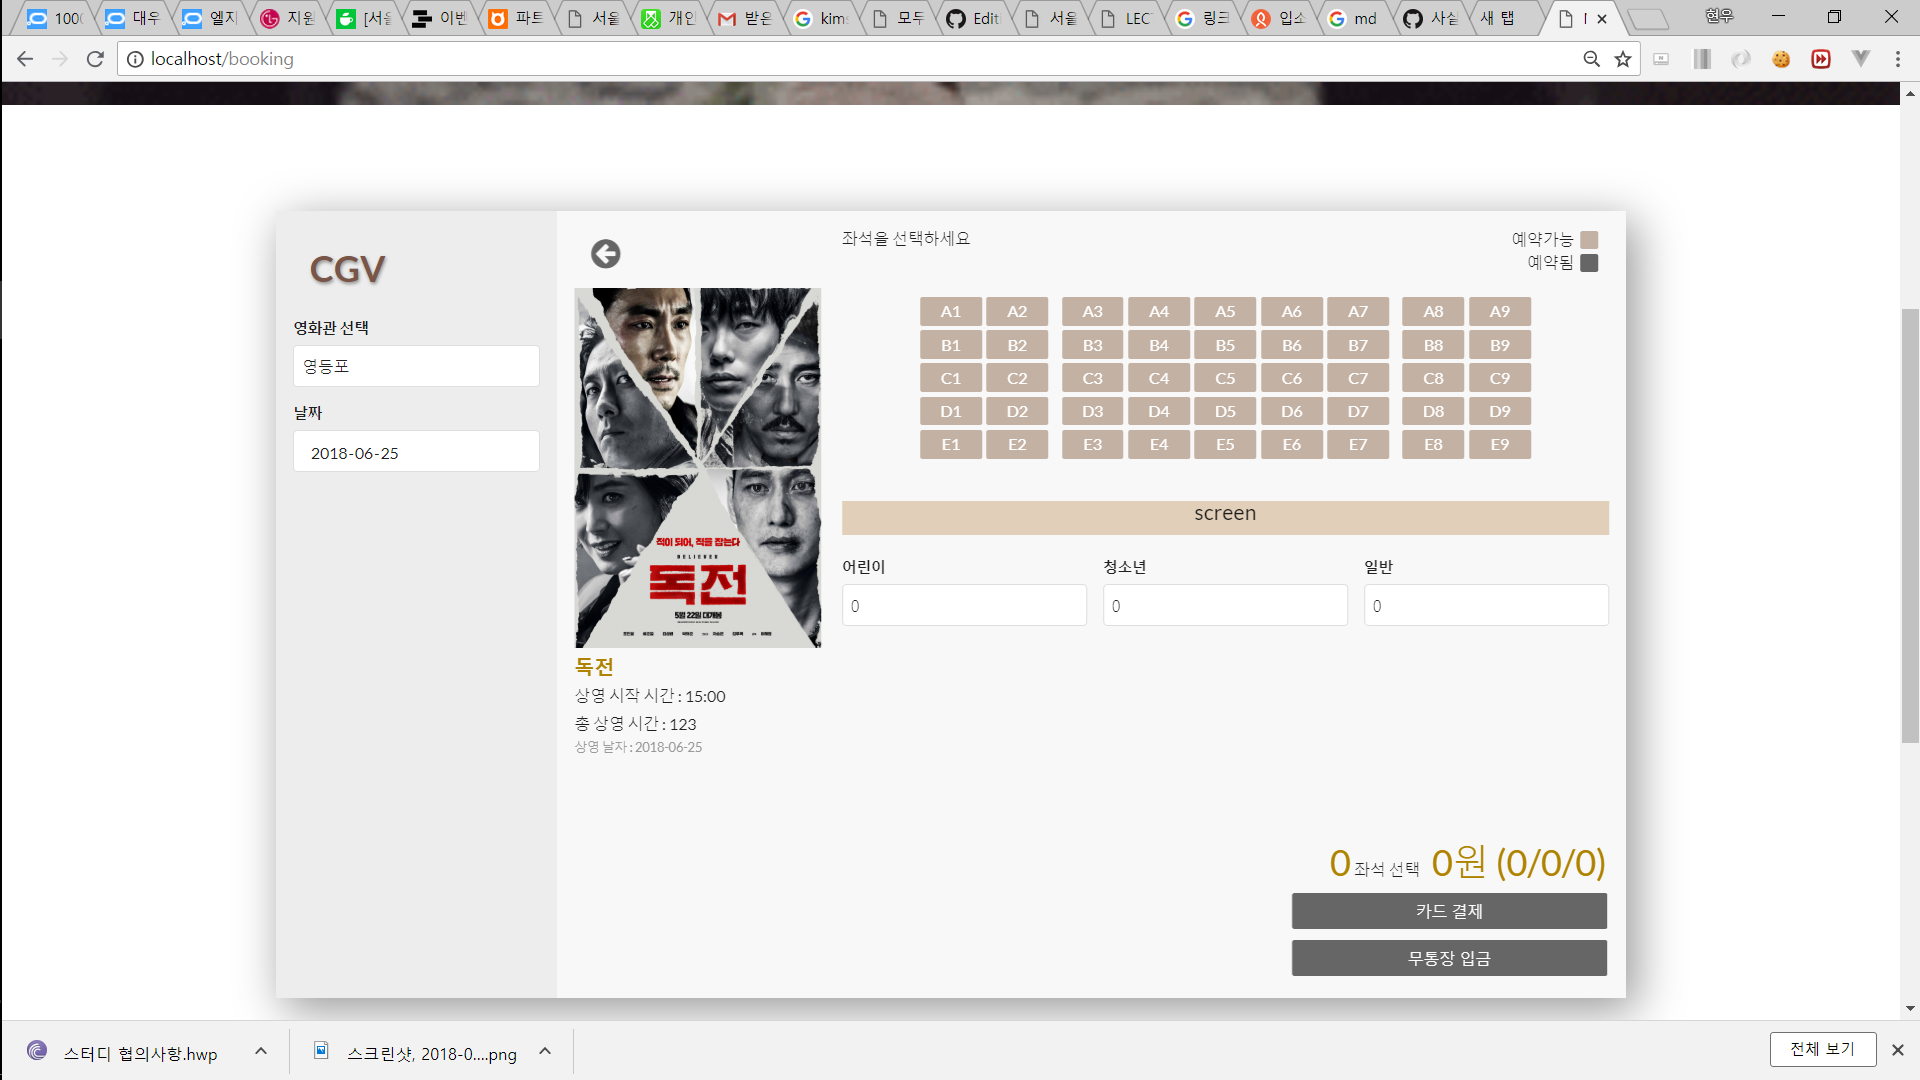 100
대우
엘지
지원
[서울
이벤
파트
서울
개인
받은
kims
모두
Editi
서울
LECT
링크
입소
md
사실
새 탭
현우
localhost/booking
CGV
영화관 선택
영등포
날짜
2018-06-25
좌석을 선택하세요
예약가능
예약됨
A1 A2 A3 A4 A5 A6 A7 A8 A9
B1 B2 B3 B4 B5 B6 B7 B8 B9
C1 C2 C3 C4 C5 C6 C7 C8 C9
D1 D2 D3 D4 D5 D6 D7 D8 D9
E1 E2 E3 E4 E5 E6 E7 E8 E9
screen
어린이 청소년 일반
0 0 0
적이 되어, 적을 잡는다
BELIEVER
독전
5월 22일 대개봉
독전
상영 시작 시간 : 15:00
총 상영 시간 : 123
상영 날자 : 2018-06-25
0 좌석 선택 0원 (0/0/0)
카드 결제
무통장 입금
스터디 협의사항.hwp
스크린샷, 2018-0....png
전체 보기